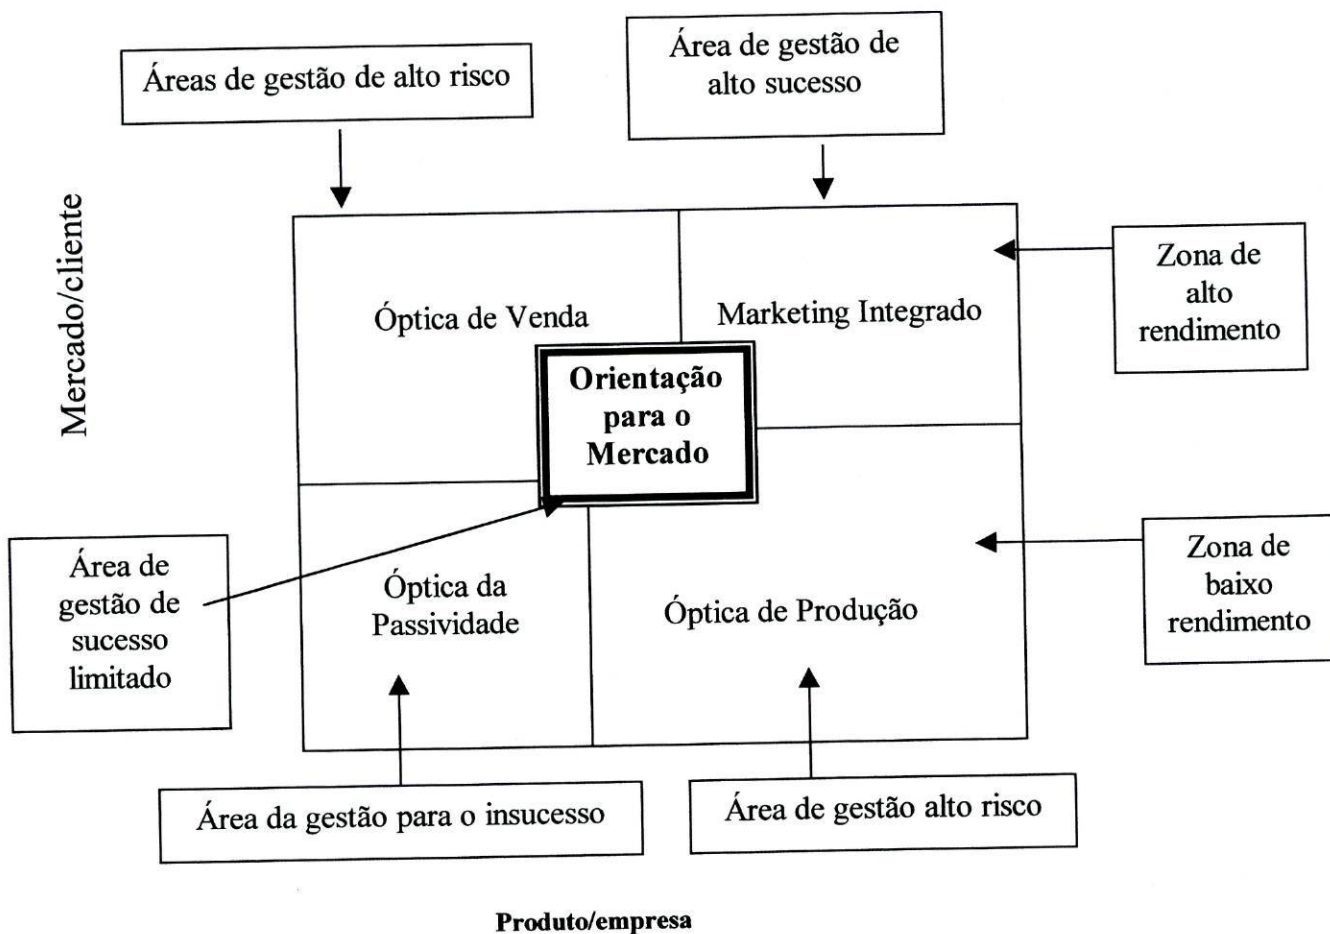 Áreas de gestão de alto risco
Área de gestão de
alto sucesso
Mercado/cliente
Óptica de Venda
Marketing Integrado
Zona de
alto
rendimento
Orientação
para o
Mercado
Área de
gestão de
sucesso
limitado
Óptica da
Passividade
Óptica de Produção
Zona de
baixo
rendimento
Área da gestão para o insucesso
Área de gestão alto risco
Produto/empresa